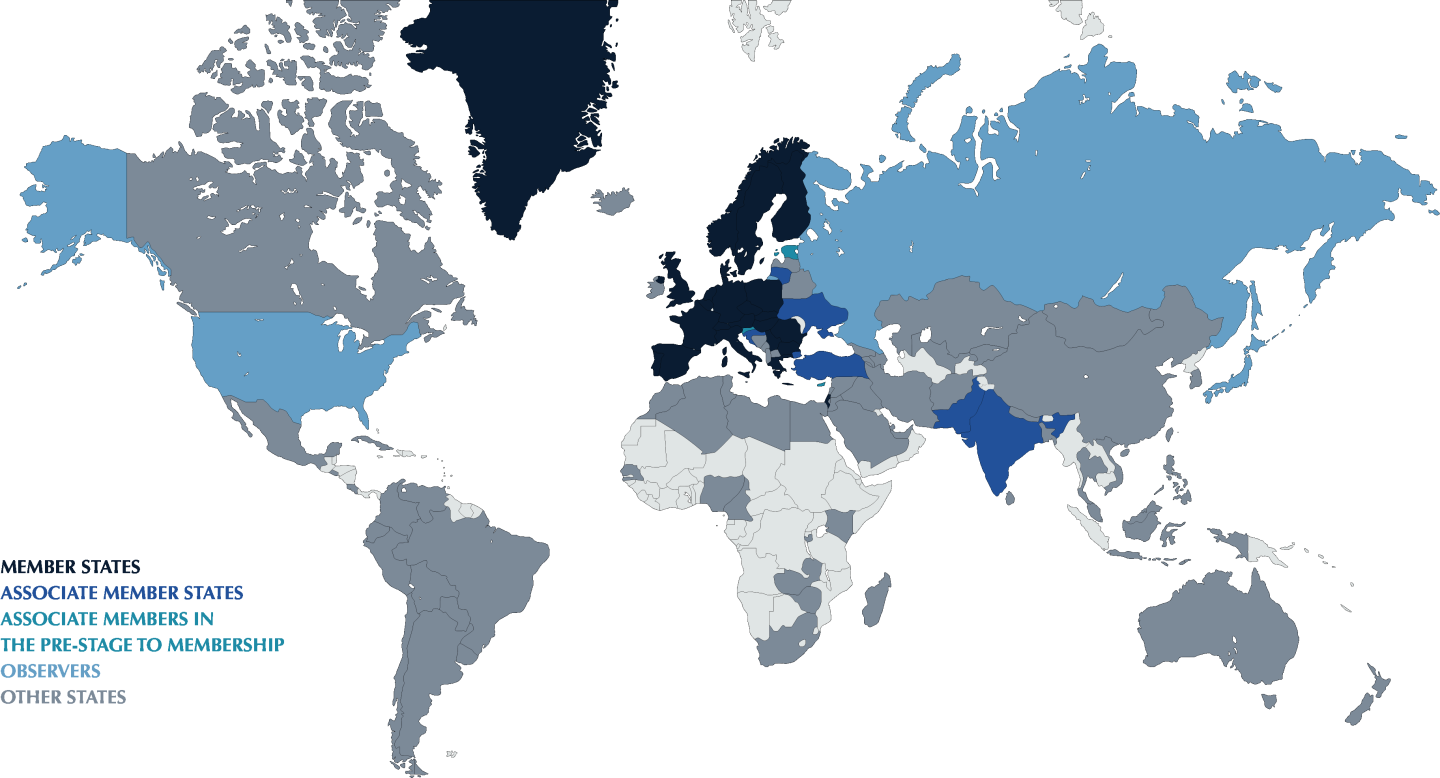 MEMBER STATES
ASSOCIATE MEMBER STATES
ASSOCIATE MEMBERS IN
THE PRE-STAGE TO MEMBERSHIP
OBSERVERS
OTHER STATES